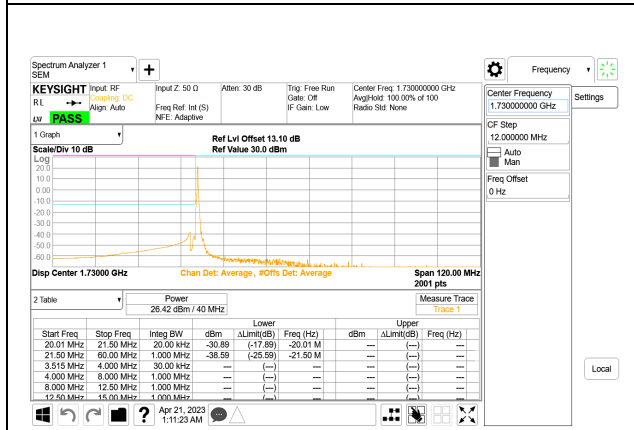 Spectrum Analyzer 1
SEM
+
Frequency
KEYSIGHT
R L
LNI PASS
Input: RF
Coupling: DC
Align: Auto
Input Z: 50 Ω
Freq Ref: Int (S)
NFE: Adaptive
Atten: 30 dB
Trig: Free Run
Gate: Off
IF Gain: Low
Center Freq: 1.730000000 GHz
Avg|Hold: 100.00% of 100
Radio Std: None
Center Frequency
1.730000000 GHz
Settings
CF Step
12.000000 MHz
Auto
Man
Freq Offset
0 Hz
1 Graph
Scale/Div 10 dB
Ref Lvl Offset 13.10 dB
Ref Value 30.0 dBm
Log
20.0
10.0
0.00
-10.0
-20.0
-30.0
-40.0
-50.0
-60.0
Disp Center 1.73000 GHz
Chan Det: Average, #Offs Det: Average
Span 120.00 MHz
2001 pts
2 Table
Power
26.42 dBm / 40 MHz
Measure Trace
Trace 1
Lower Upper
Start Freq Stop Freq Integ BW dBm ΔLimit(dB) Freq (Hz) dBm ΔLimit(dB) Freq (Hz)
20.01 MHz 21.50 MHz 20.00 kHz -30.89 (-17.89) -20.01 M --- (---) ---
21.50 MHz 60.00 MHz 1.000 MHz -38.59 (-25.59) -21.50 M --- (---) ---
3.515 MHz 4.000 MHz 30.00 kHz --- (---) --- --- (---) ---
4.000 MHz 8.000 MHz 1.000 MHz --- (---) --- --- (---) ---
8.000 MHz 12.50 MHz 1.000 MHz --- (---) --- --- (---) ---
12.50 MHz 15.00 MHz 1.000 MHz --- (---) --- --- (---) ---
Local
?
Apr 21, 2023
1:11:23 AM